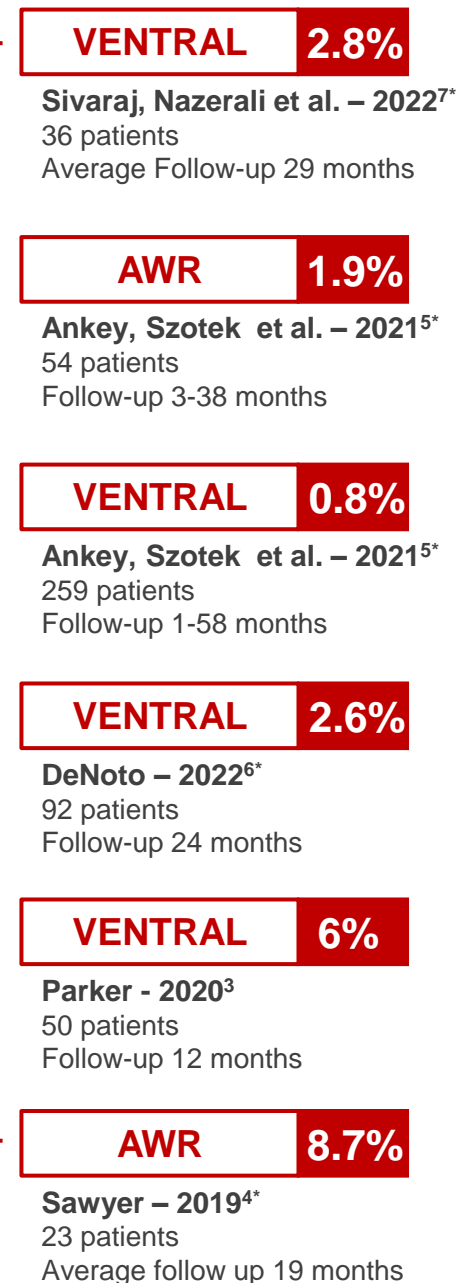 VENTRAL 2.8%
Sivaraj, Nazerali et al. – 2022⁷*
36 patients
Average Follow-up 29 months
AWR 1.9%
Ankey, Szotek et al. – 2021⁵*
54 patients
Follow-up 3-38 months
VENTRAL 0.8%
Ankey, Szotek et al. – 2021⁵*
259 patients
Follow-up 1-58 months
VENTRAL 2.6%
DeNoto – 2022⁶*
92 patients
Follow-up 24 months
VENTRAL 6%
Parker - 2020³
50 patients
Follow-up 12 months
AWR 8.7%
Sawyer – 2019⁴*
23 patients
Average follow up 19 months